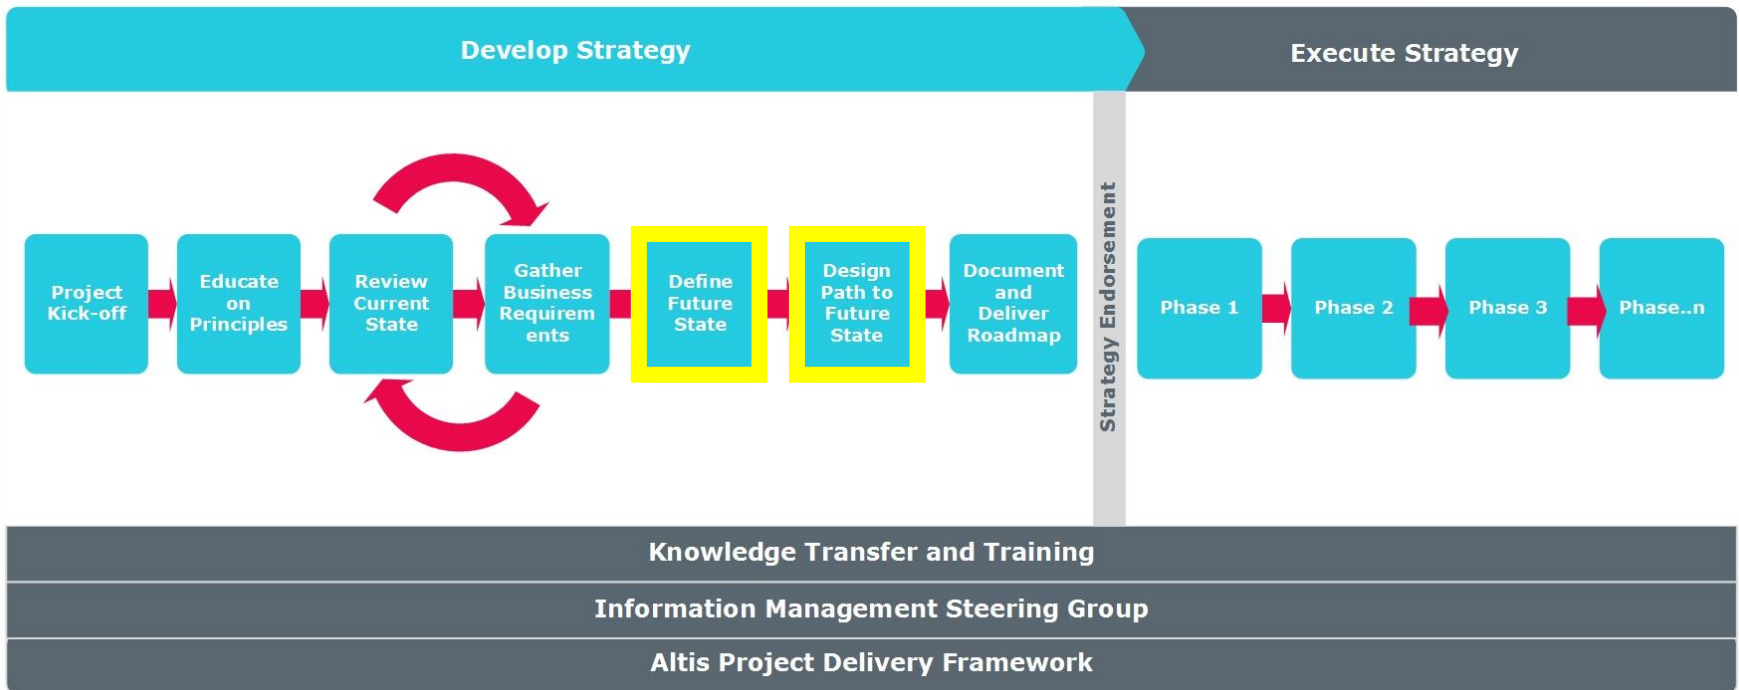 Develop Strategy
Execute Strategy
Project
Kick-off
Educate
on
Principles
Review
Current
State
Gather
Business
Requirem
ents
Define
Future
State
Design
Path to
Future
State
Document
and
Deliver
Roadmap
Strategy Endorsement
Phase 1
Phase 2
Phase 3
Phase..n
Knowledge Transfer and Training
Information Management Steering Group
Altis Project Delivery Framework